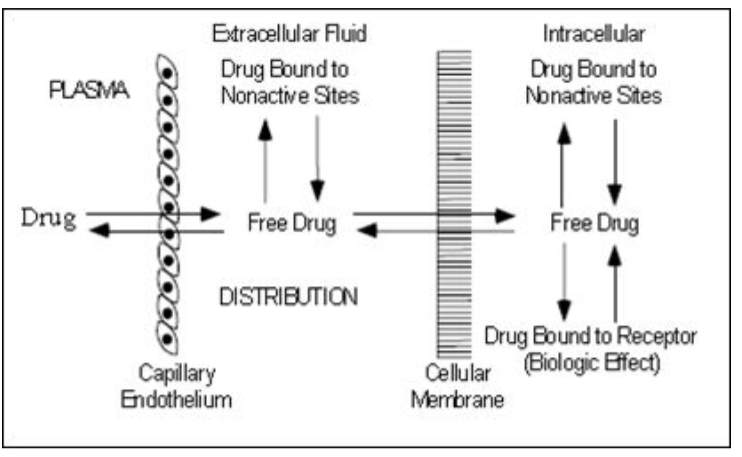 Extracellular Fluid
Intracellular
PLASMA
Drug Bound to
Nonactive Sites
Drug Bound to
Nonactive Sites
Drug
Free Drug
Free Drug
DISTRIBUTION
Drug Bound to Receptor
(Biologic Effect)
Capillary
Endothelium
Cellular
Membrane